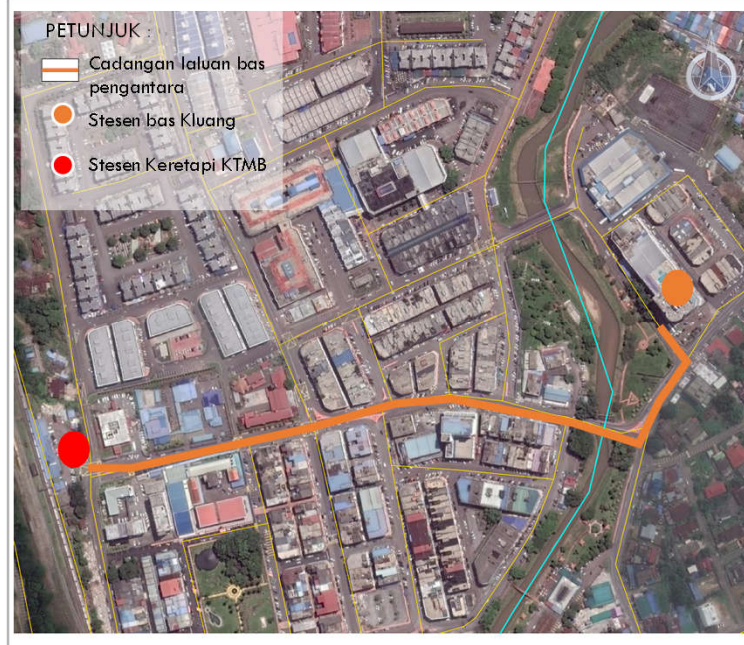 PETUNJUK :
Cadangan laluan bas
pengantara
Stesen bas Kluang
Stesen Keretapi KTMB